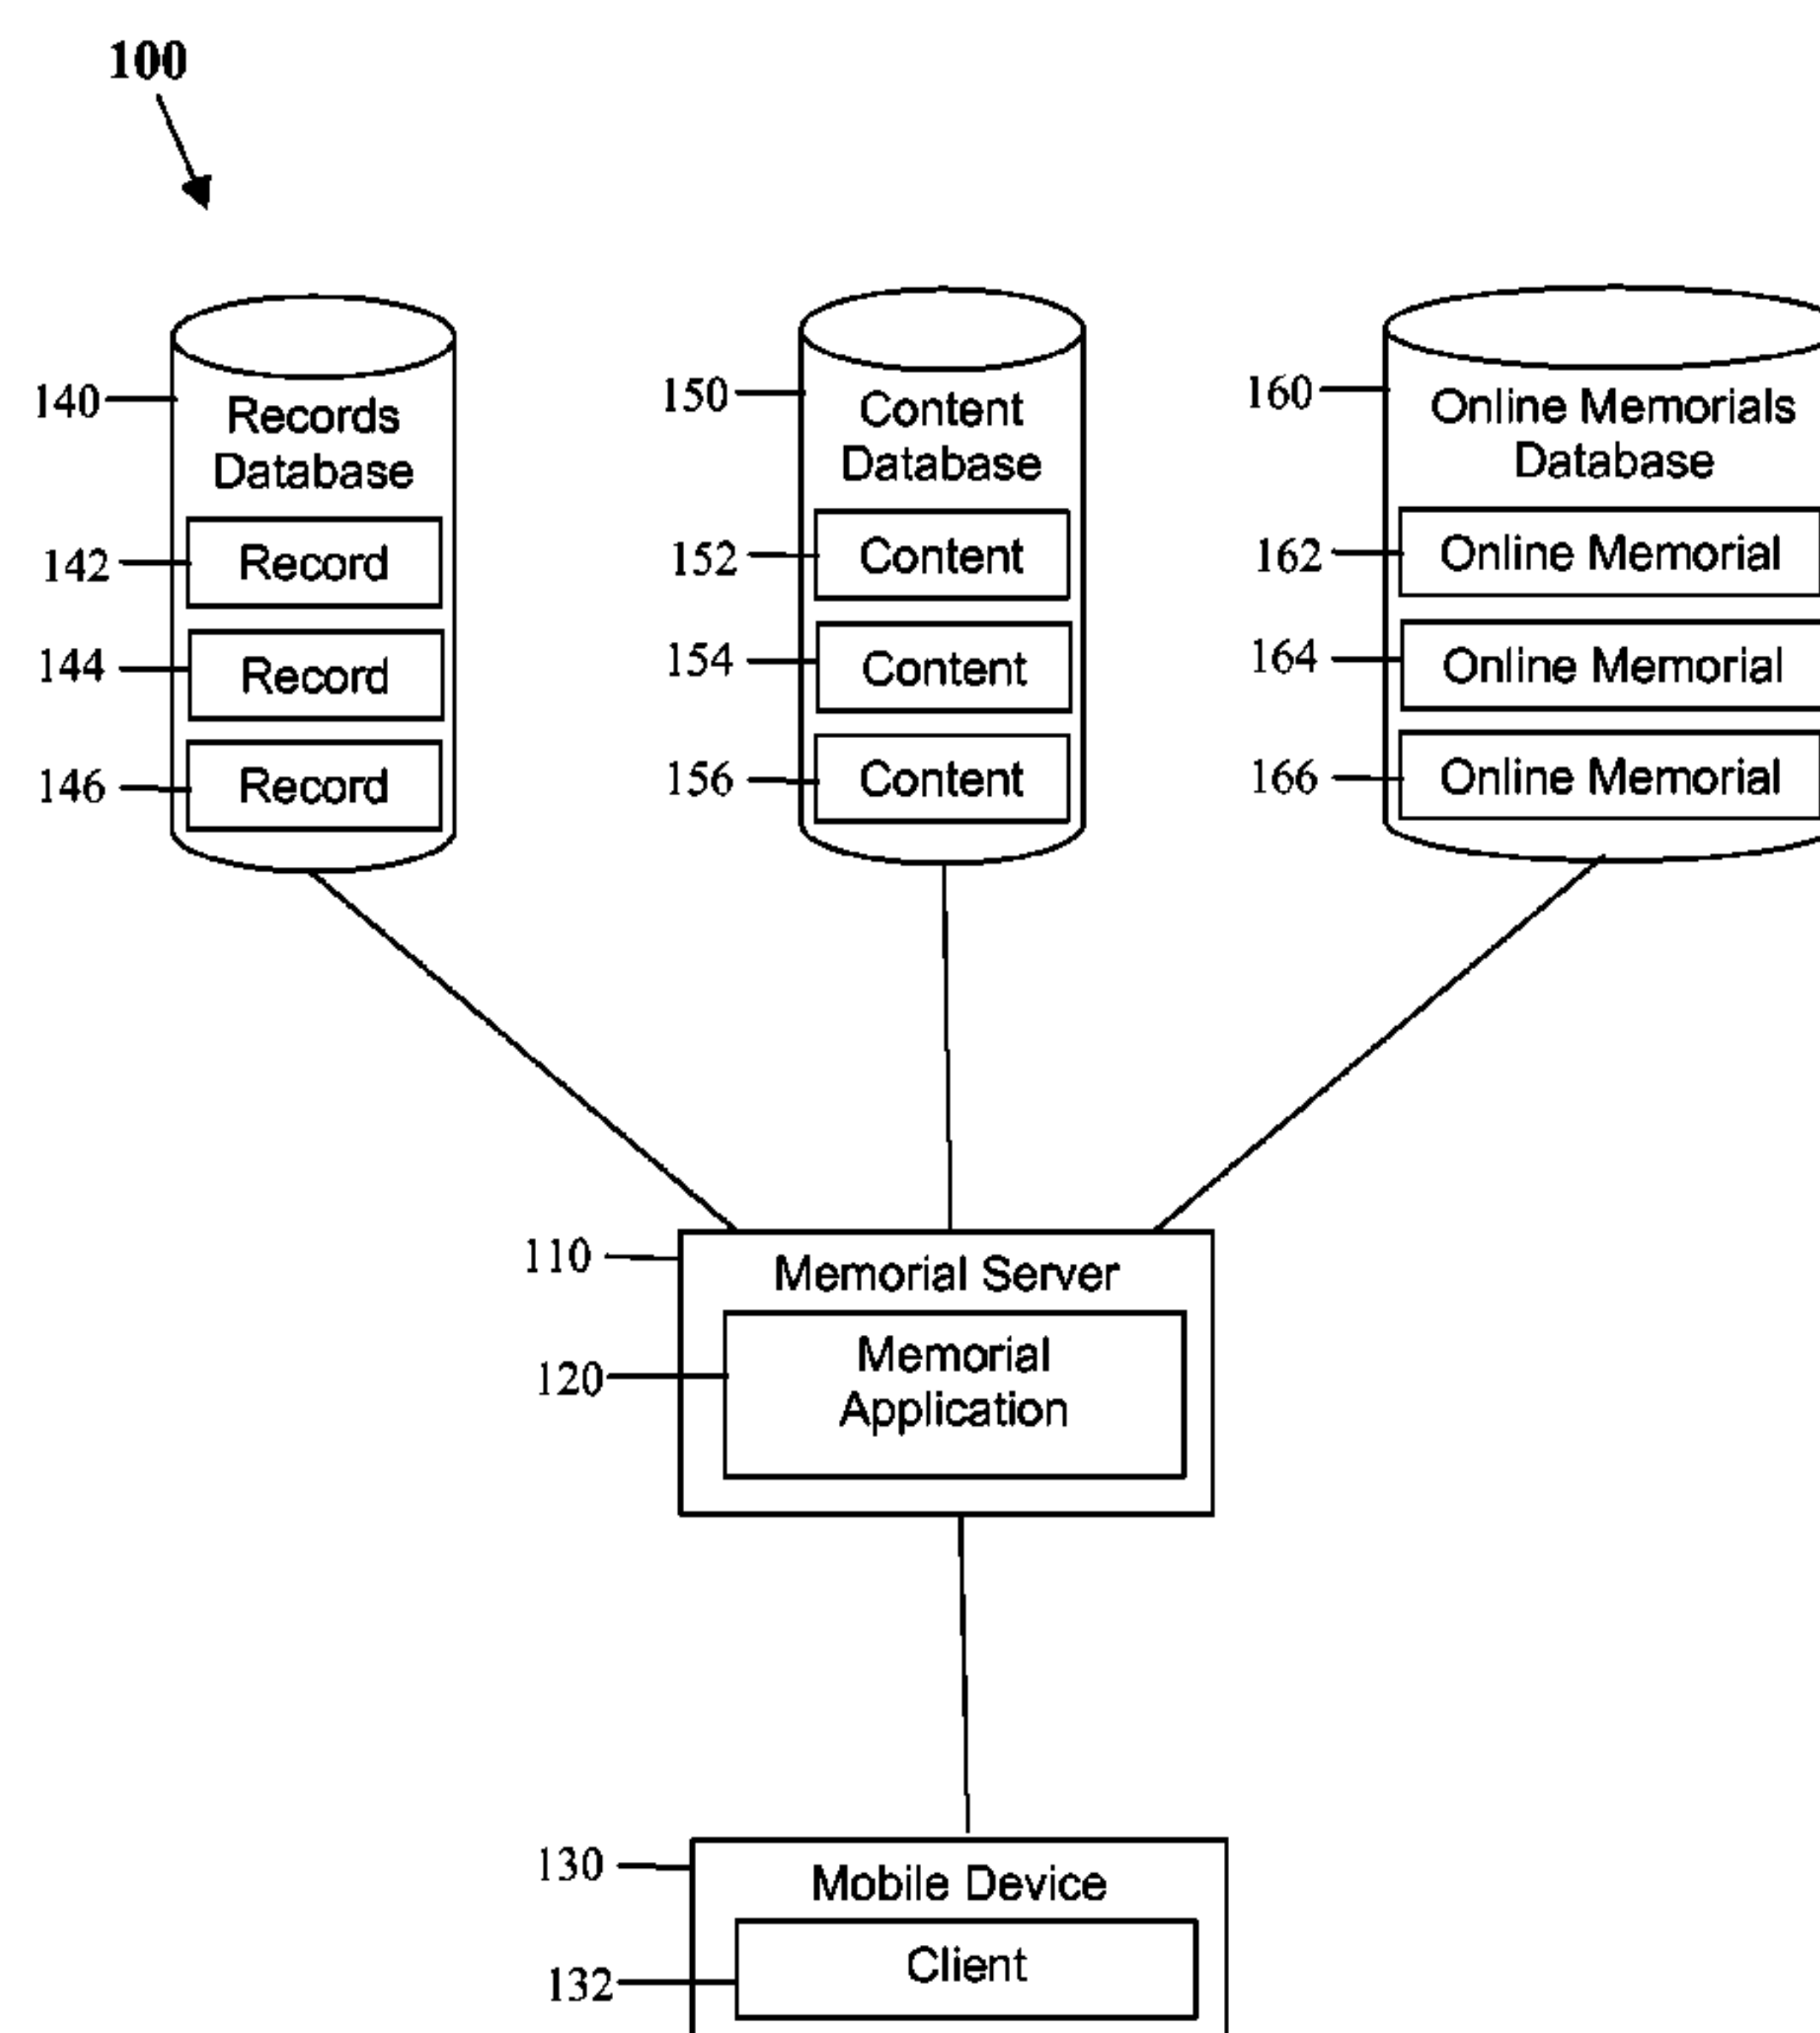 100
140
Records
Database
142
Record
144
Record
146
Record
150
Content
Database
152
Content
154
Content
156
Content
160
Online Memorials
Database
162
Online Memorial
164
Online Memorial
166
Online Memorial
110
Memorial Server
120
Memorial
Application
130
Mobile Device
132
Client